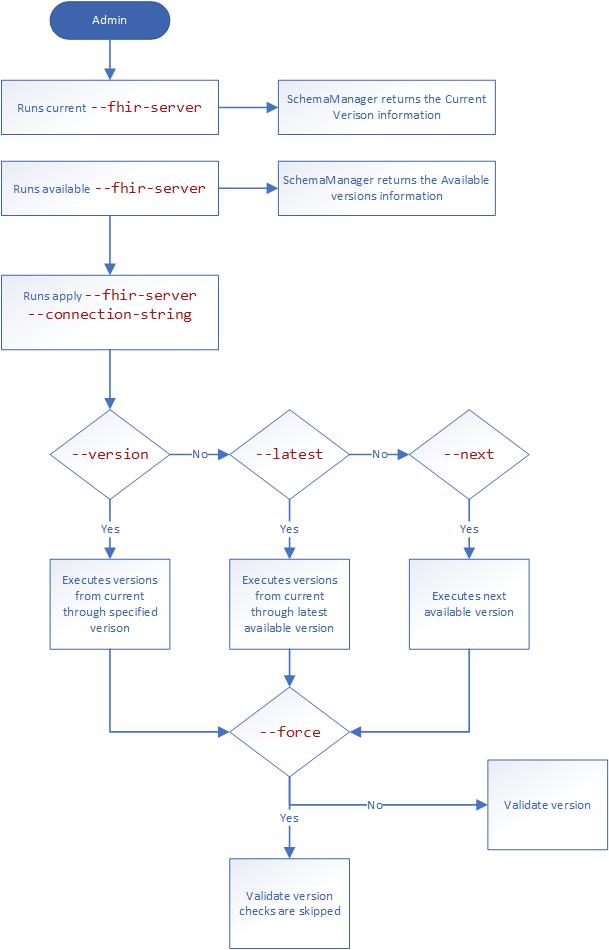 Admin
Runs current --fhir-server
SchemaManager returns the Current
Verison information
Runs available --fhir-server
SchemaManager returns the Available
versions information
Runs apply --fhir-server
--connection-string
--version
No
--latest
No
--next
Yes
Yes
Yes
Executes versions
from current
through specified
verison
Executes versions
from current
through latest
available version
Executes next
available version
--force
No
Validate version
Yes
Validate version
checks are skipped